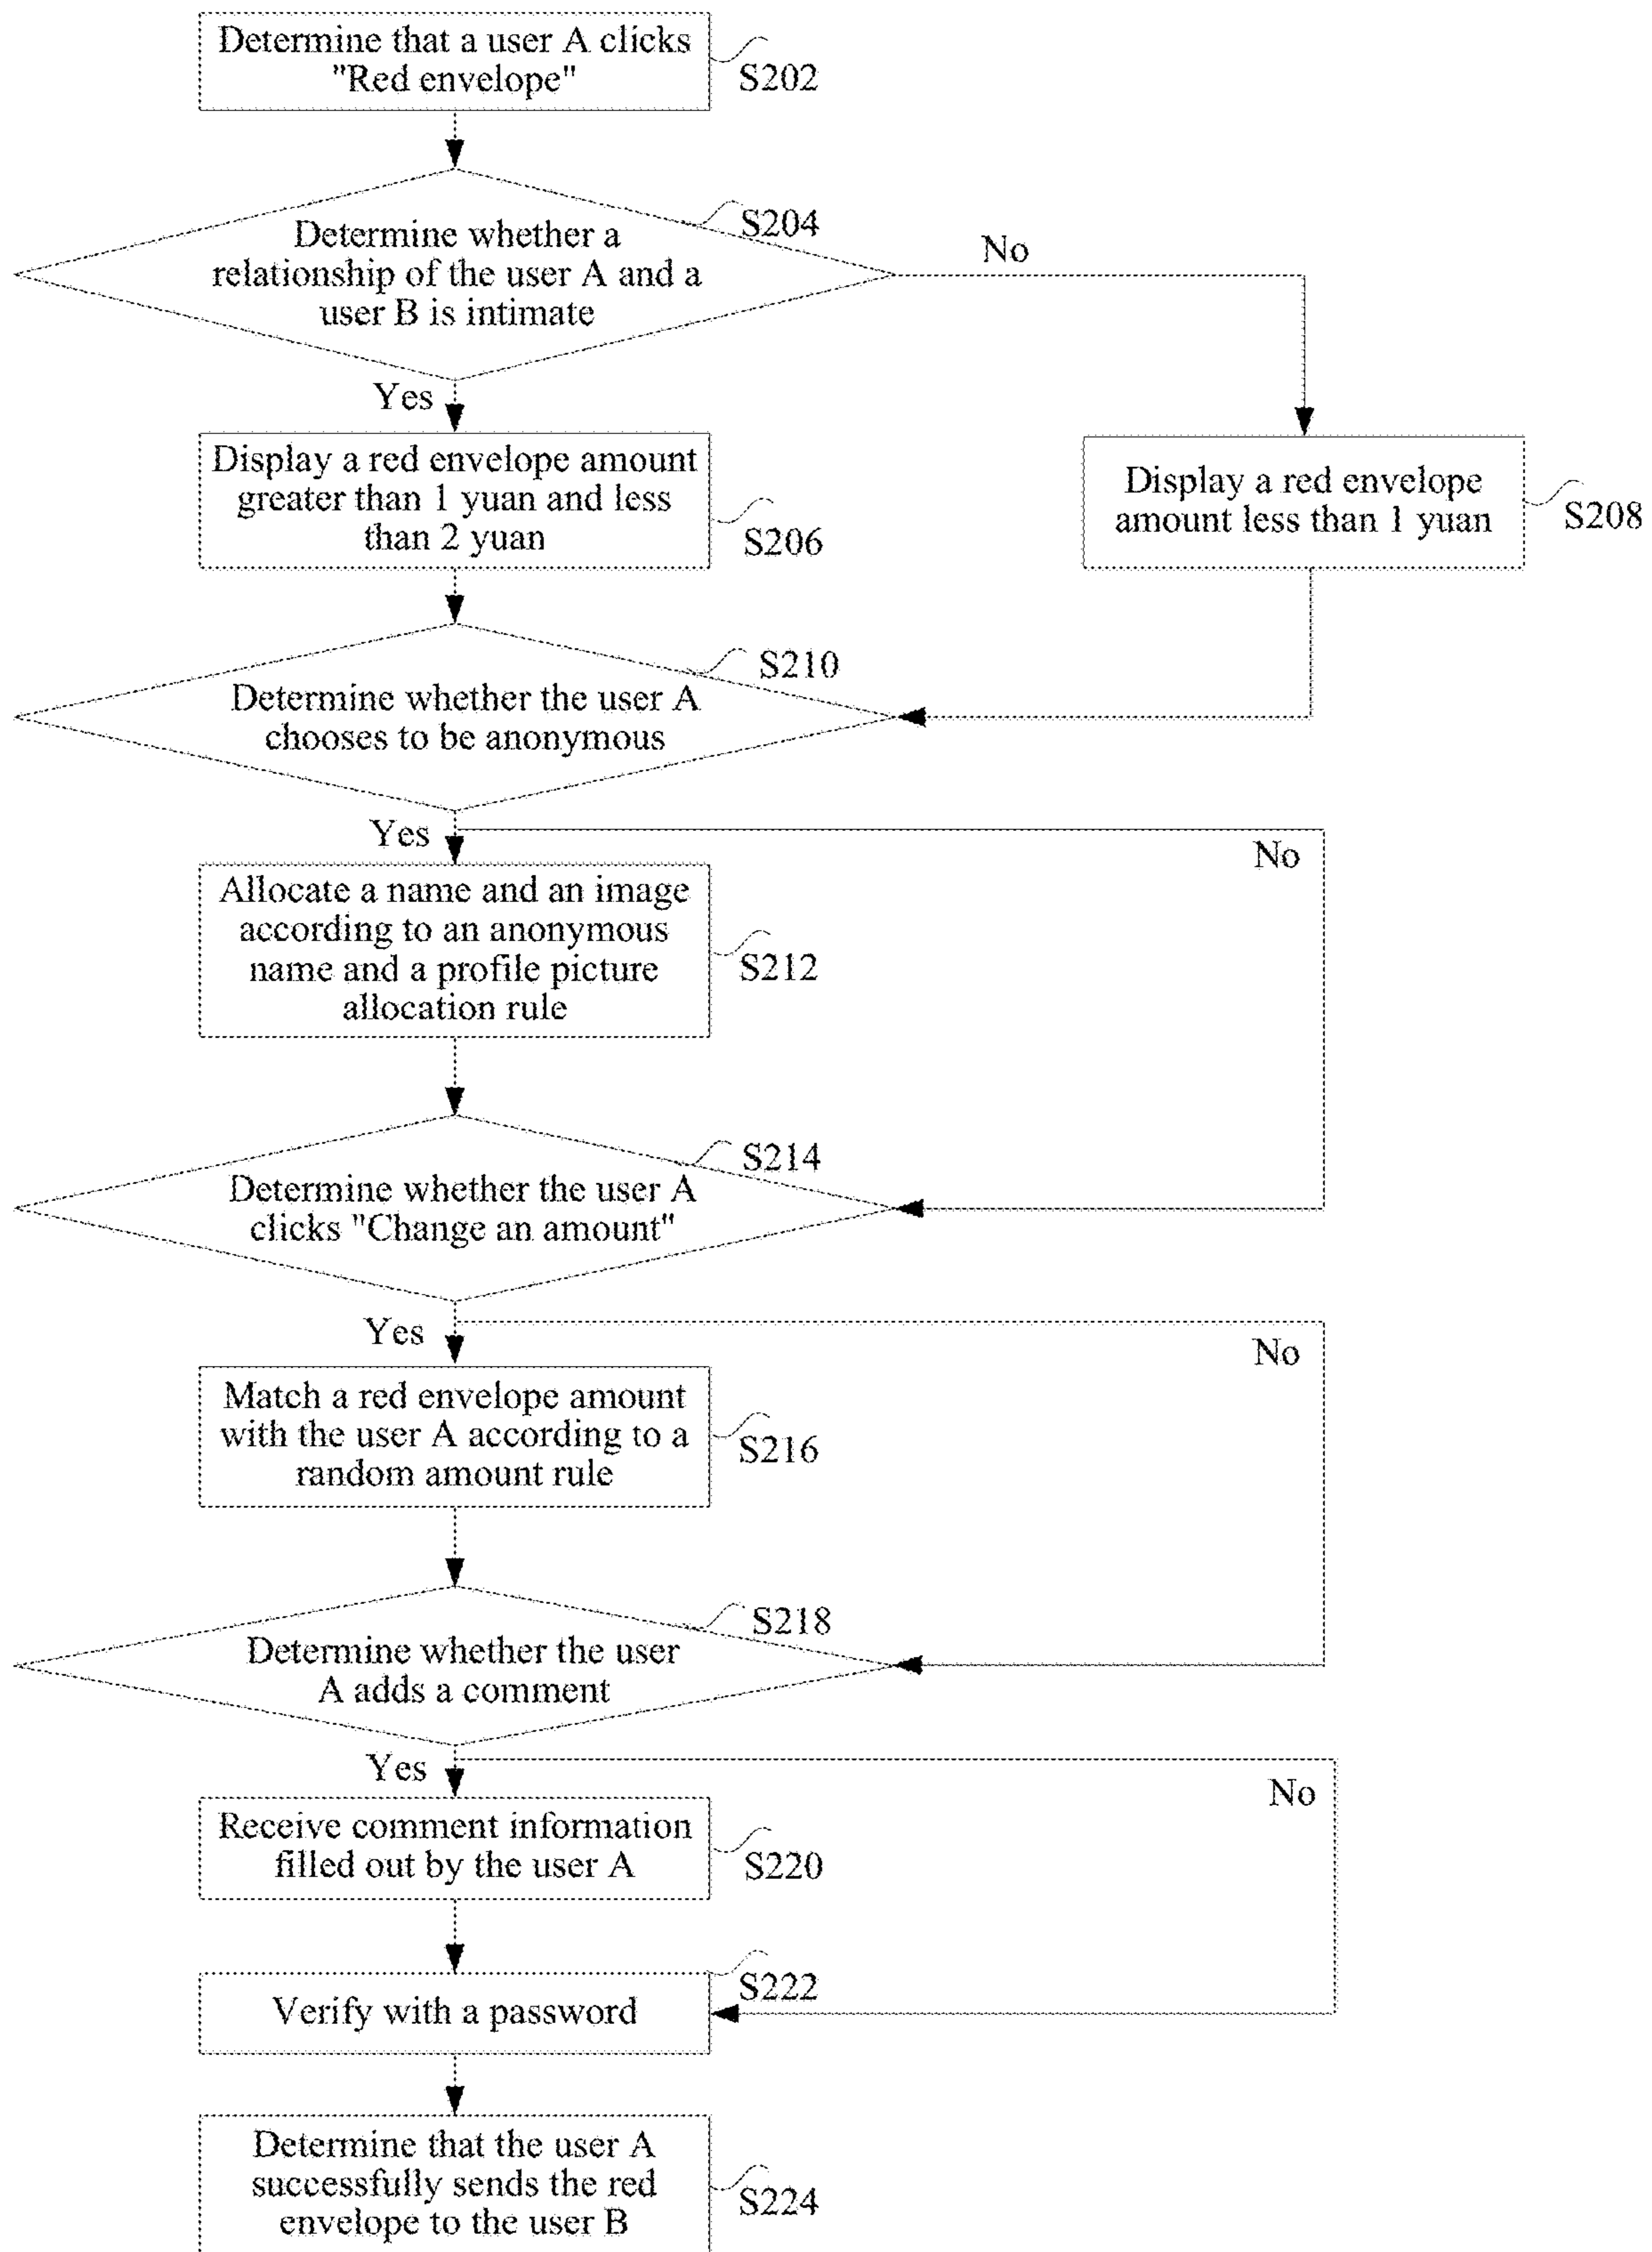 Determine that a user A clicks
"Red envelope"
S202
S204
Determine whether a
relationship of the user A and a
user B is intimate
No
Yes
Display a red envelope amount
greater than 1 yuan and less
than 2 yuan
S206
Display a red envelope
amount less than 1 yuan
S208
S210
Determine whether the user A
chooses to be anonymous
Yes
No
Allocate a name and an image
according to an anonymous
name and a profile picture
allocation rule
S212
S214
Determine whether the user A
clicks "Change an amount"
Yes
No
Match a red envelope amount
with the user A according to a
random amount rule
S216
S218
Determine whether the user
A adds a comment
Yes
No
Receive comment information
filled out by the user A
S220
S222
Verify with a password
Determine that the user A
successfully sends the red
envelope to the user B
S224